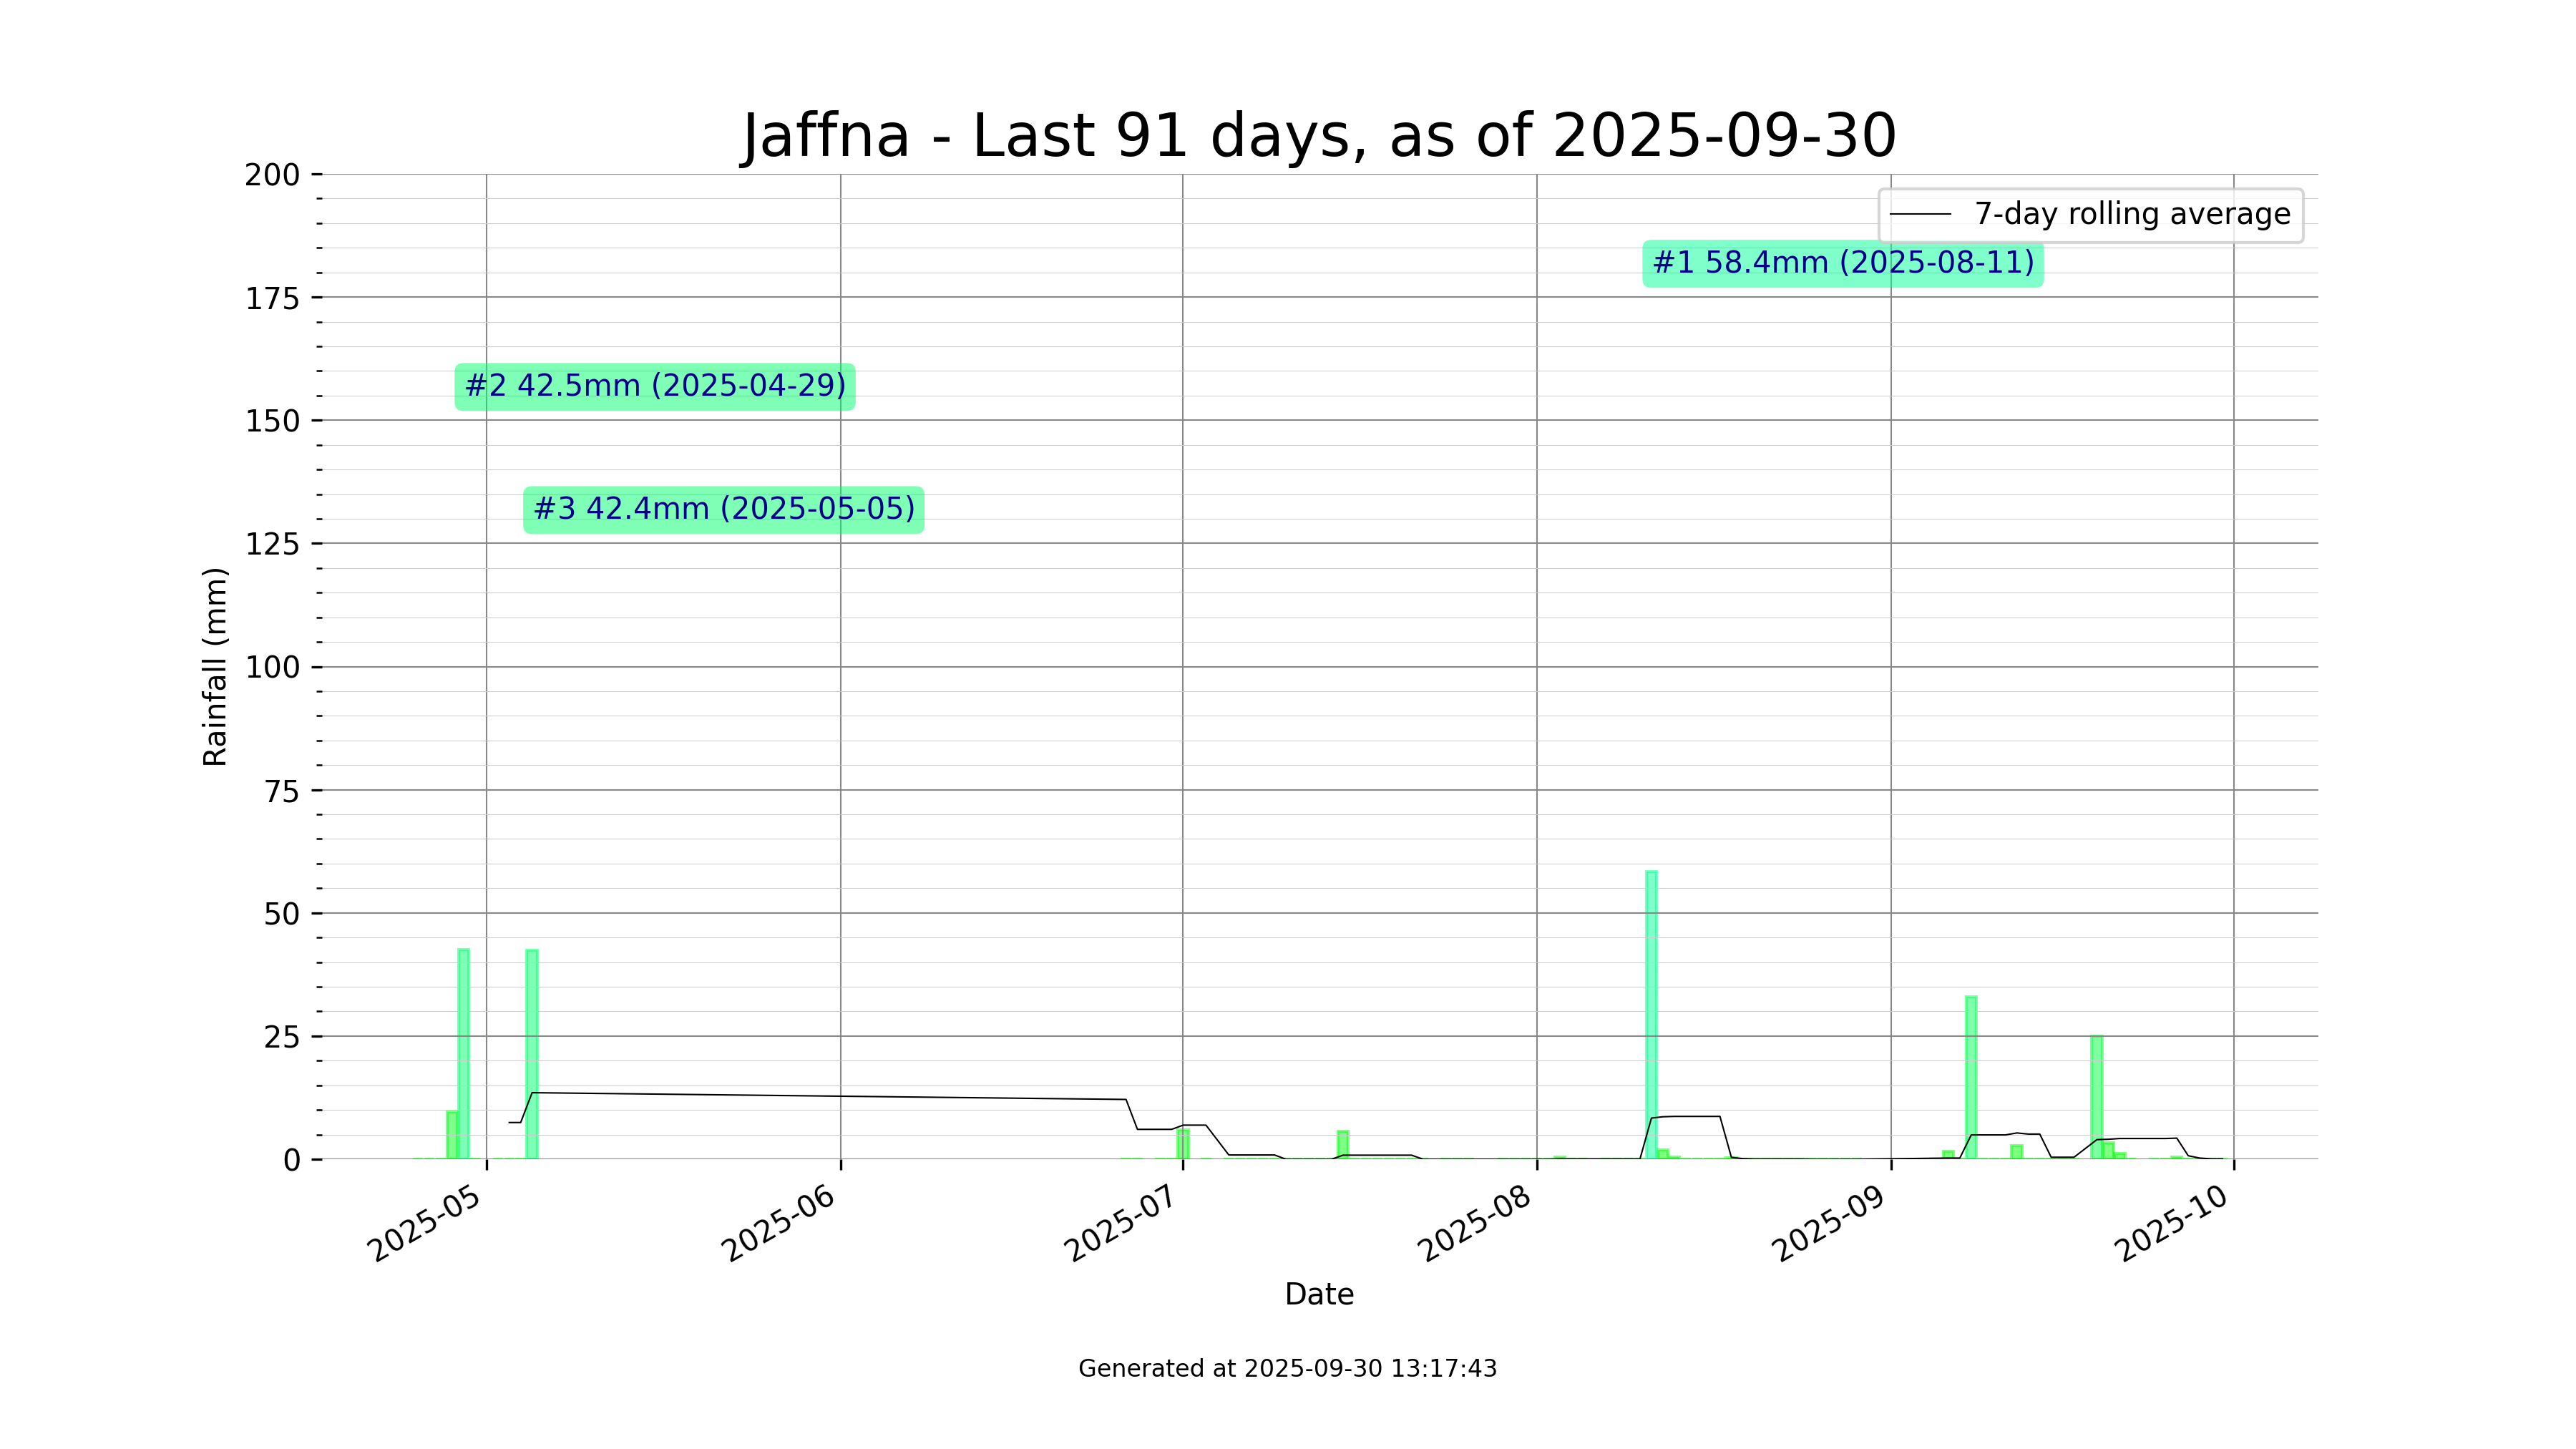 Jaffna - Last 91 days, as of 2025-09-30
200
175
150
125
100
75
50
25
0
Rainfall (mm)
7-day rolling average
#1 58.4mm (2025-08-11)
#2 42.5mm (2025-04-29)
#3 42.4mm (2025-05-05)
2025-05
2025-06
2025-07
2025-08
2025-09
2025-10
Date
Generated at 2025-09-30 13:17:43